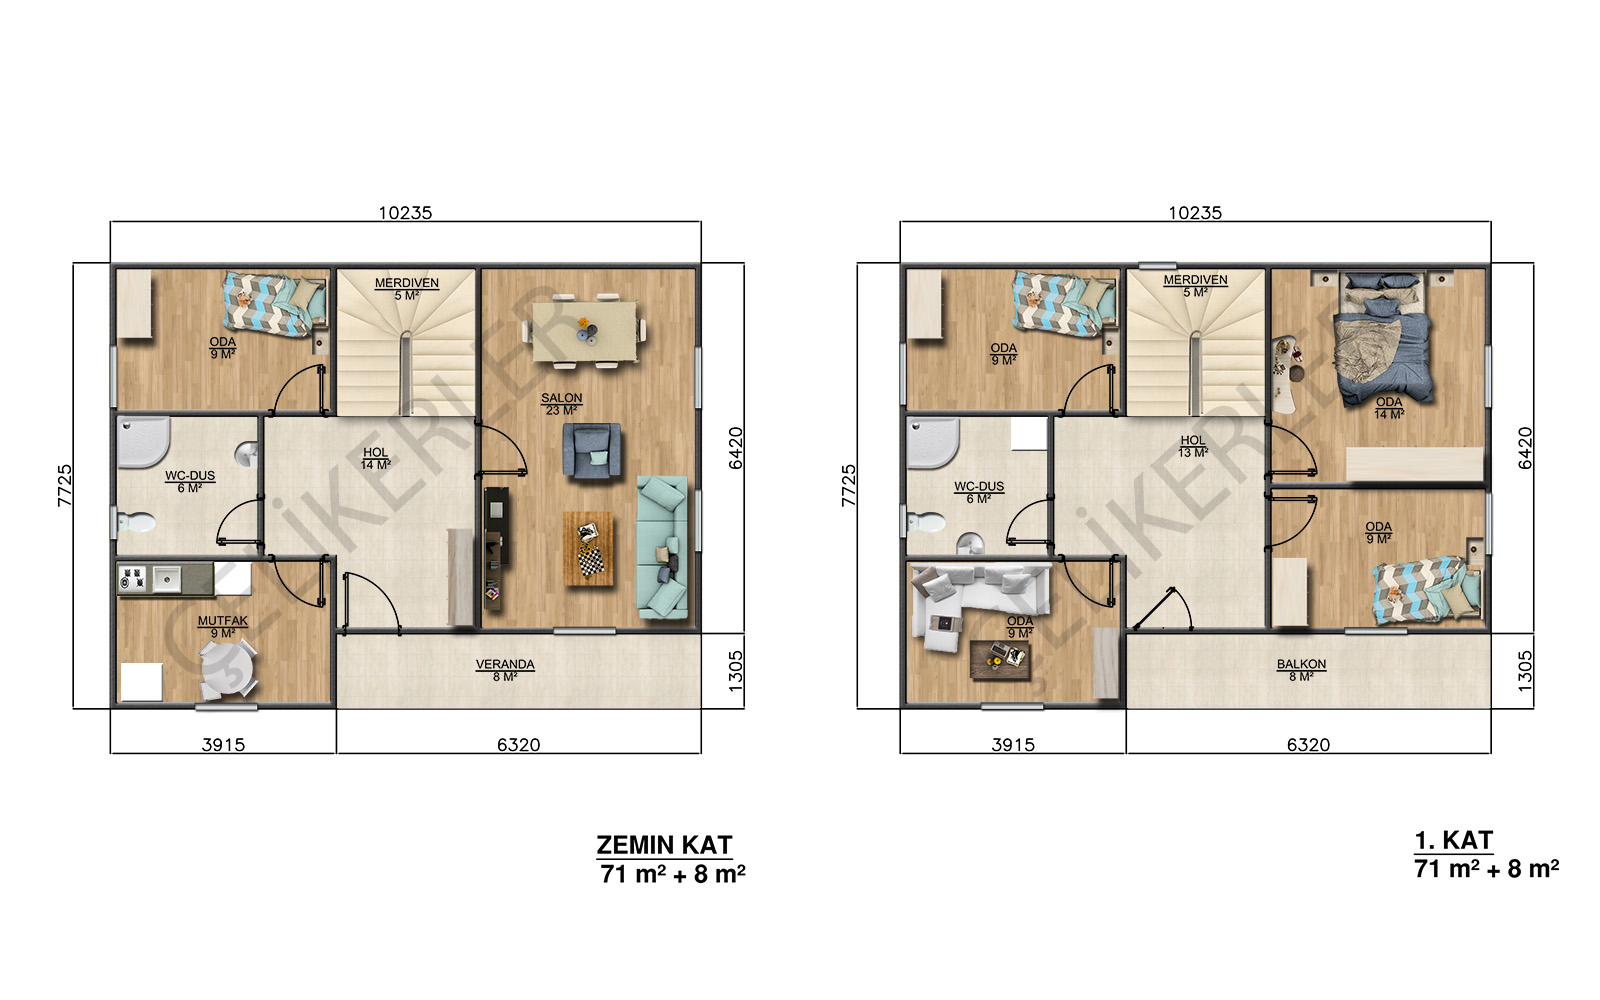 10235
7725
6420
1305
3915
6320
MERDIVEN
5 M²
ODA
9 M²
SALON
23 M²
HOL
14 M²
WC-DUS
6 M²
MUTFAK
9 M²
VERANDA
8 M²
ÇELİKERLER
ZEMIN KAT
71 m² + 8 m²
10235
7725
6420
1305
3915
6320
MERDIVEN
5 M²
ODA
9 M²
ODA
14 M²
HOL
13 M²
WC-DUS
6 M²
ODA
9 M²
ODA
9 M²
BALKON
8 M²
ÇELİKERLER
1. KAT
71 m² + 8 m²